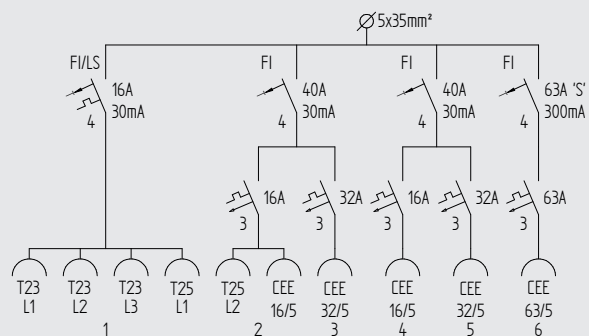 5x35mm²
FI/LS FI FI FI
16A 40A 40A 63A 'S'
30mA 30mA 30mA 300mA
4 4 4 4
16A 32A 16A 32A 63A
3 3 3 3 3
T23 T23 T23 T25 T25 CEE CEE CEE CEE CEE
L1 L2 L3 L1 L2 16/5 32/5 16/5 32/5 63/5
1 2 3 4 5 6